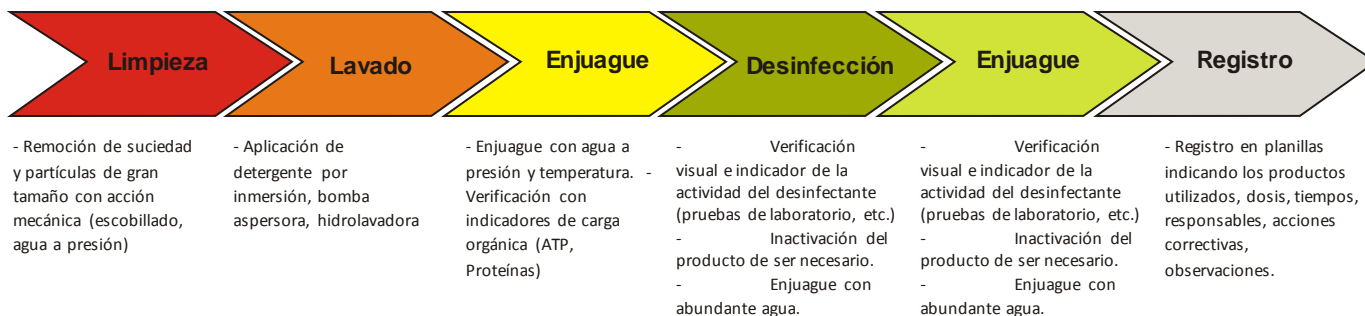 Limpieza
Lavado
Enjuague
Desinfección
Enjuague
Registro
- Remoción de suciedad
y partículas de gran
tamaño con acción
mecánica (escobillado,
agua a presión)
- Aplicación de
detergente por
inmersión, bomba
aspersora, hidrolavadora
- Enjuague con agua a
presión y temperatura. -
Verificación con
indicadores de carga
orgánica (ATP,
Proteínas)
- Verificación
visual e indicador de la
actividad del desinfectante
(pruebas de laboratorio, etc.)
- Inactivación del
producto de ser necesario.
- Enjuague con
abundante agua.
- Verificación
visual e indicador de la
actividad del desinfectante
(pruebas de laboratorio, etc.)
- Inactivación del
producto de ser necesario.
- Enjuague con
abundante agua.
- Registro en planillas
indicando los productos
utilizados, dosis, tiempos,
responsables, acciones
correctivas,
observaciones.